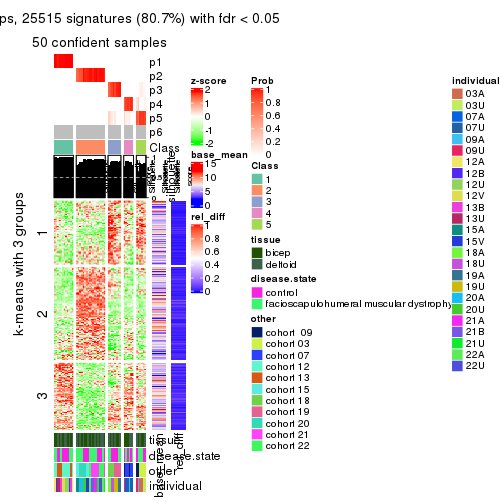 ps, 25515 signatures (80.7%) with fdr < 0.05
50 confident samples
p1
p2
p3
p4
p5
p6
Class
silhouette
k-means with 3 groups
1
2
3
tissue
disease.state
other
individual
base_mean
rel_diff
z-score
2
1
0
-1
-2
base_mean
15
10
5
0
rel_diff
1
0.8
0.6
0.4
0.2
0
Prob
1
0.8
0.6
0.4
0.2
0
Class
1
2
3
4
5
tissue
bicep
deltoid
disease.state
control
facioscapulohumeral muscular dystrophy
other
cohort 09
cohort 03
cohort 07
cohort 12
cohort 13
cohort 15
cohort 18
cohort 19
cohort 20
cohort 21
cohort 22
individual
03A
03U
07A
07U
09A
09U
12A
12B
12U
12V
13B
13U
15A
15V
18A
18U
19A
19U
20A
20U
21A
21B
21U
22A
22U